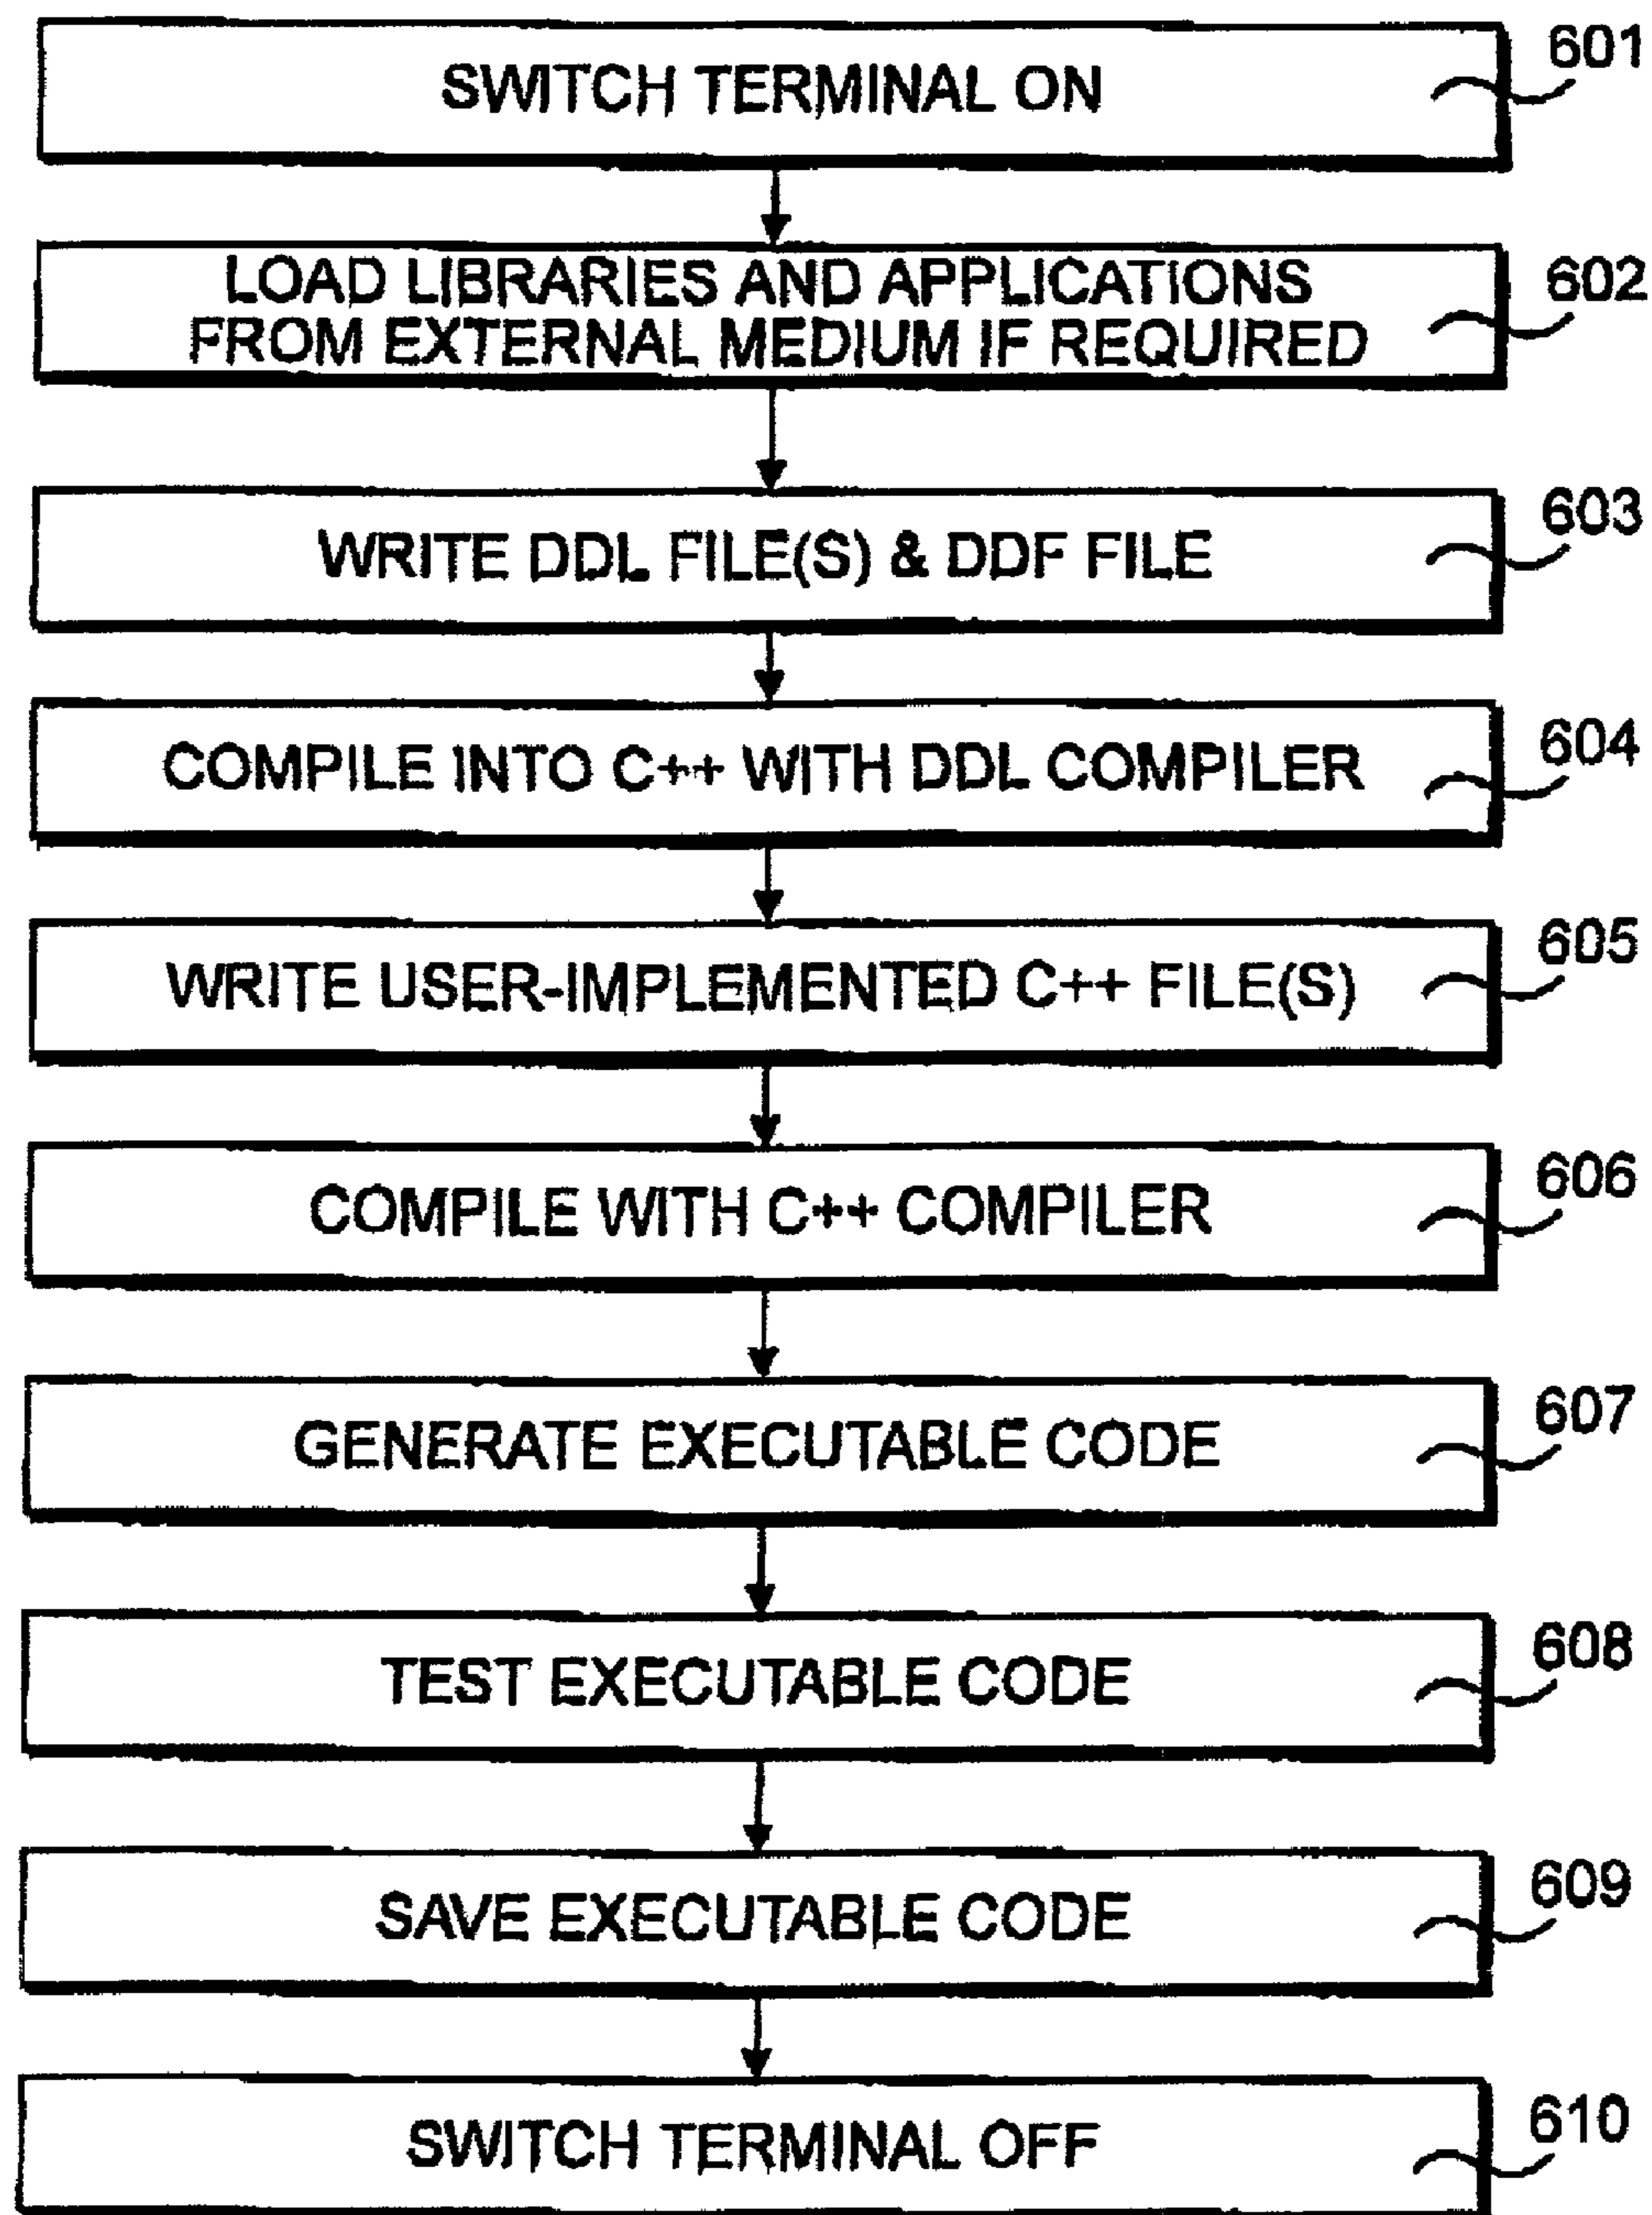 SWITCH TERMINAL ON
601
LOAD LIBRARIES AND APPLICATIONS
FROM EXTERNAL MEDIUM IF REQUIRED
602
WRITE DDL FILE(S) & DDF FILE
603
COMPILE INTO C++ WITH DDL COMPILER
604
WRITE USER-IMPLEMENTED C++ FILE(S)
605
COMPILE WITH C++ COMPILER
606
GENERATE EXECUTABLE CODE
607
TEST EXECUTABLE CODE
608
SAVE EXECUTABLE CODE
609
SWITCH TERMINAL OFF
610